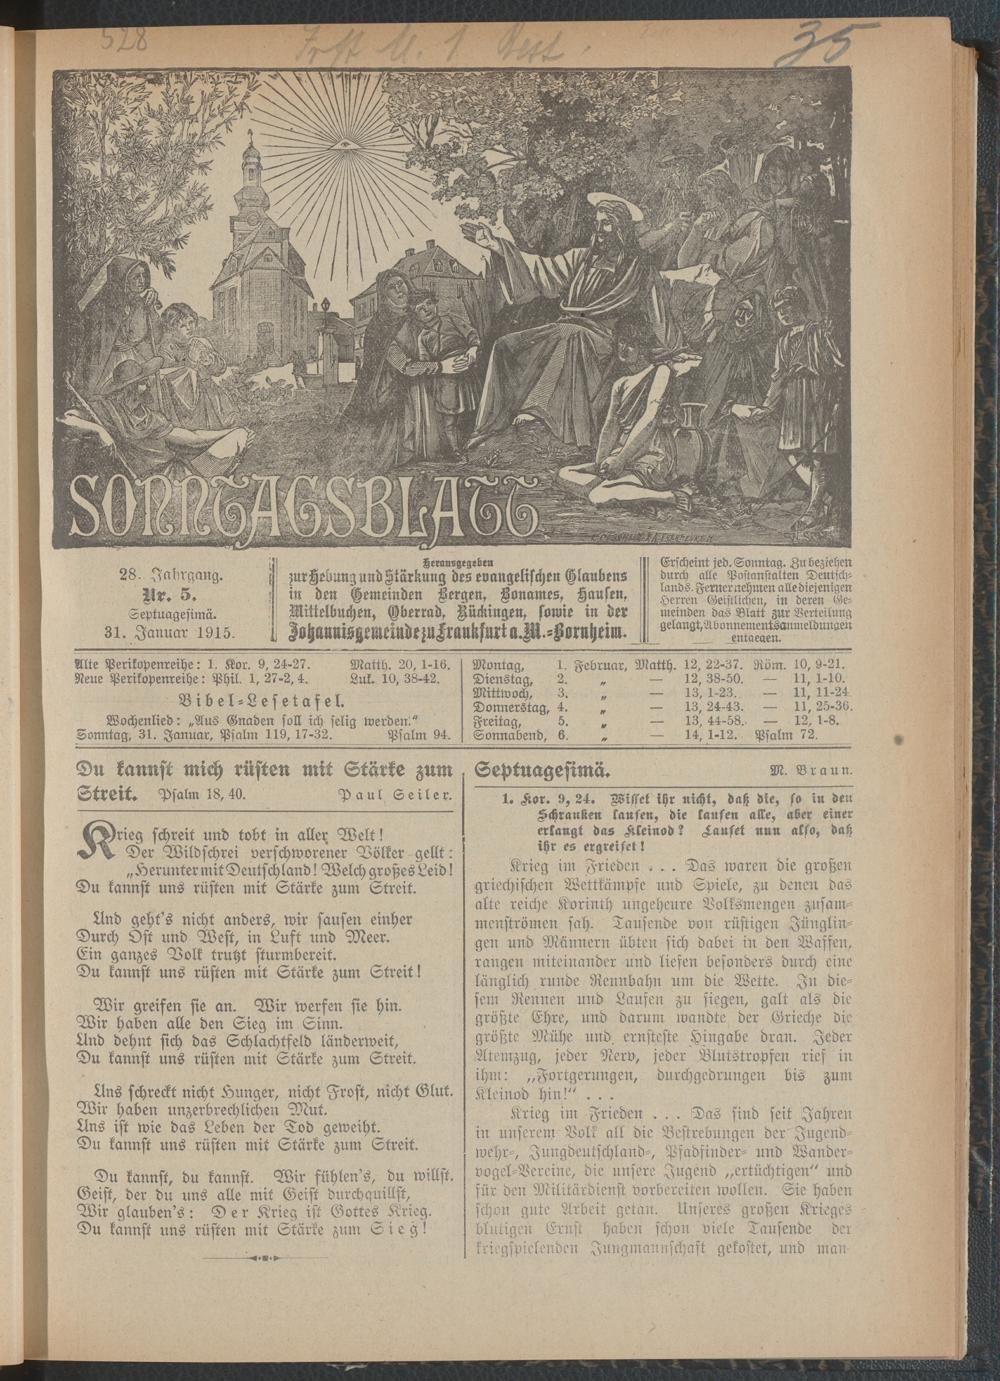 528
35
SONNTAGSBLATT
28. Jahrgang.
Nr. 5.
Septuagesimä.
31. Januar 1915.
Herausgegeben
zur Hebung und Stärkung des evangelischen Glaubens
in den Gemeinden Bergen, Bonames, Hausen,
Mittelbuchen, Oberrad, Rückingen, sowie in der
Johannisgemeinde zu Frankfurt a. M.-Bornheim.
Erscheint jed. Sonntag. Zu beziehen
durch alle Postanstalten Deutsch-
lands. Ferner nehmen alle diejenigen
Herren Geistlichen, in deren Ge-
meinden das Blatt zur Verteilung
gelangt, Abonnementsanmeldungen
entgegen.
Alte Perikopenreihe: 1. Kor. 9, 24-27. Matth. 20, 1-16.
Neue Perikopenreihe: Phil. 1, 27-2, 4. Luk. 10, 38-42.
Bibel-Lesetafel.
Wochenlied: „Aus Gnaden soll ich selig werden.“
Sonntag, 31. Januar, Psalm 119, 17-32. Psalm 94.
Montag, 1. Februar, Matth. 12, 22-37. Röm. 10, 9-21.
Dienstag, 2. „ — 12, 38-50. — 11, 1-10.
Mittwoch, 3. „ — 13, 1-23. — 11, 11-24.
Donnerstag, 4. „ — 13, 24-43. — 11, 25-36.
Freitag, 5. „ — 13, 44-58. — 12, 1-8.
Sonnabend, 6. „ — 14, 1-12. Psalm 72.
Du kannst mich rüsten mit Stärke zum
Streit. Psalm 18, 40. Paul Seiler.
Krieg schreit und tobt in aller Welt!
Der Wildschrei verschworener Völker gellt:
„Herunter mit Deutschland! Welch großes Leid!
Du kannst uns rüsten mit Stärke zum Streit.
Und geht's nicht anders, wir sausen einher
Durch Ost und West, in Luft und Meer.
Ein ganzes Volk trutzt sturmbereit.
Du kannst uns rüsten mit Stärke zum Streit!
Wir greifen sie an. Wir werfen sie hin.
Wir haben alle den Sieg im Sinn.
Und dehnt sich das Schlachtfeld länderweit,
Du kannst uns rüsten mit Stärke zum Streit.
Uns schreckt nicht Hunger, nicht Frost, nicht Glut.
Wir haben unzerbrechlichen Mut.
Uns ist wie das Leben der Tod geweiht.
Du kannst uns rüsten mit Stärke zum Streit.
Du kannst, du kannst. Wir fühlen's, du willst.
Geist, der du uns alle mit Geist durchquillst,
Wir glauben's: Der Krieg ist Gottes Krieg.
Du kannst uns rüsten mit Stärke zum Sieg!
Septuagesimä. M. Braun.
1. Kor. 9, 24. Wisset ihr nicht, daß die, so in den
Schranken laufen, die laufen alle, aber einer
erlangt das Kleinod? Laufet nun also, daß
ihr es ergreifet!
Krieg im Frieden . . . Das waren die großen
griechischen Wettkämpfe und Spiele, zu denen das
alte reiche Korinth ungeheure Volksmengen zusam-
menströmen sah. Tausende von rüstigen Jünglin-
gen und Männern übten sich dabei in den Waffen,
rangen miteinander und liefen besonders durch eine
länglich runde Rennbahn um die Wette. In die-
sem Rennen und Laufen zu siegen, galt als die
größte Ehre, und darum wandte der Grieche die
größte Mühe und ernsteste Hingabe dran. Jeder
Atemzug, jeder Nerv, jeder Blutstropfen rief in
ihm: „Fortgerungen, durchgedrungen bis zum
Kleinod hin!“ . . .
Krieg im Frieden . . . Das sind seit Jahren
in unserem Volk all die Bestrebungen der Jugend-
wehr-, Jungdeutschland-, Pfadfinder- und Wander-
vogel-Vereine, die unsere Jugend „ertüchtigen“ und
für den Militärdienst vorbereiten wollen. Sie haben
schon gute Arbeit getan. Unseres großen Krieges
blutigen Ernst haben schon viele Tausende der
kriegspielenden Jungmannschaft gekostet, und man